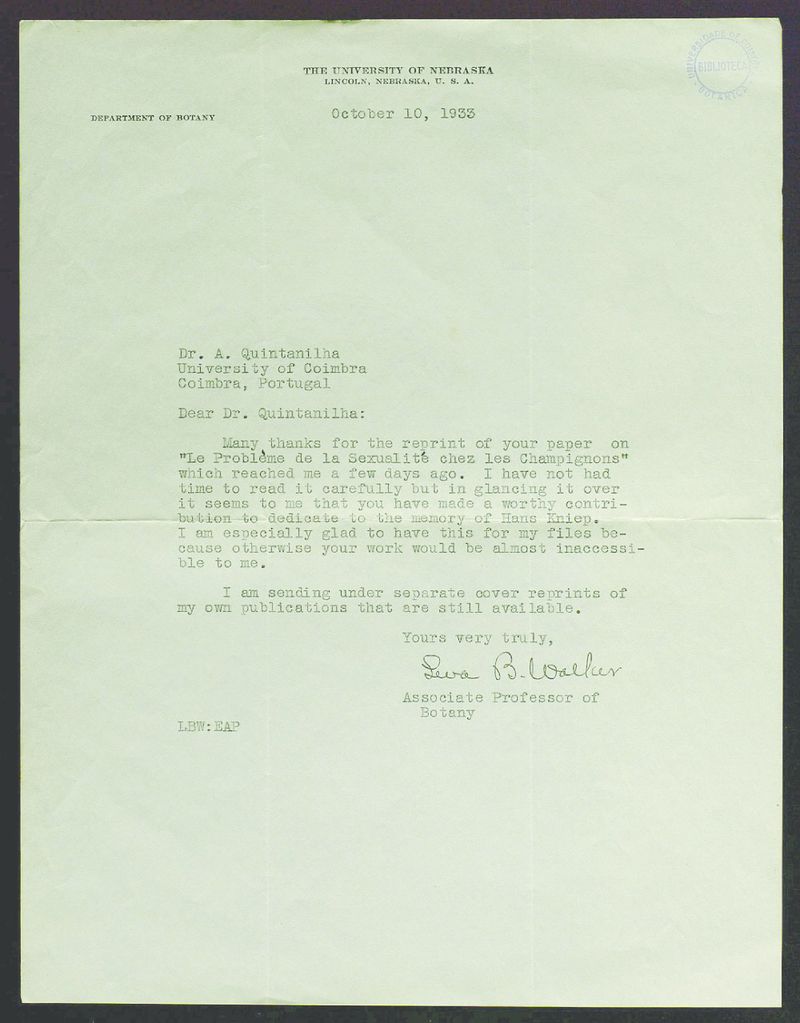 THE UNIVERSITY OF NEBRASKA
LINCOLN, NEBRASKA, U. S. A.
UNIVERSIDADE DE COIMBRA
BIBLIOTECA
BOTANICA
DEPARTMENT OF BOTANY
October 10, 1933
Dr. A. Quintanilha
University of Coimbra
Coimbra, Portugal
Dear Dr. Quintanilha:
Many thanks for the reprint of your paper on
"Le Problème de la Sexualité chez les Champignons"
which reached me a few days ago. I have not had
time to read it carefully but in glancing it over
it seems to me that you have made a worthy contri-
bution to dedicate to the memory of Hans Kniep.
I am especially glad to have this for my files be-
cause otherwise your work would be almost inaccessi-
ble to me.
I am sending under separate cover reprints of
my own publications that are still available.
Yours very truly,
Leva B. Walker
Associate Professor of
Botany
LBW:EAP